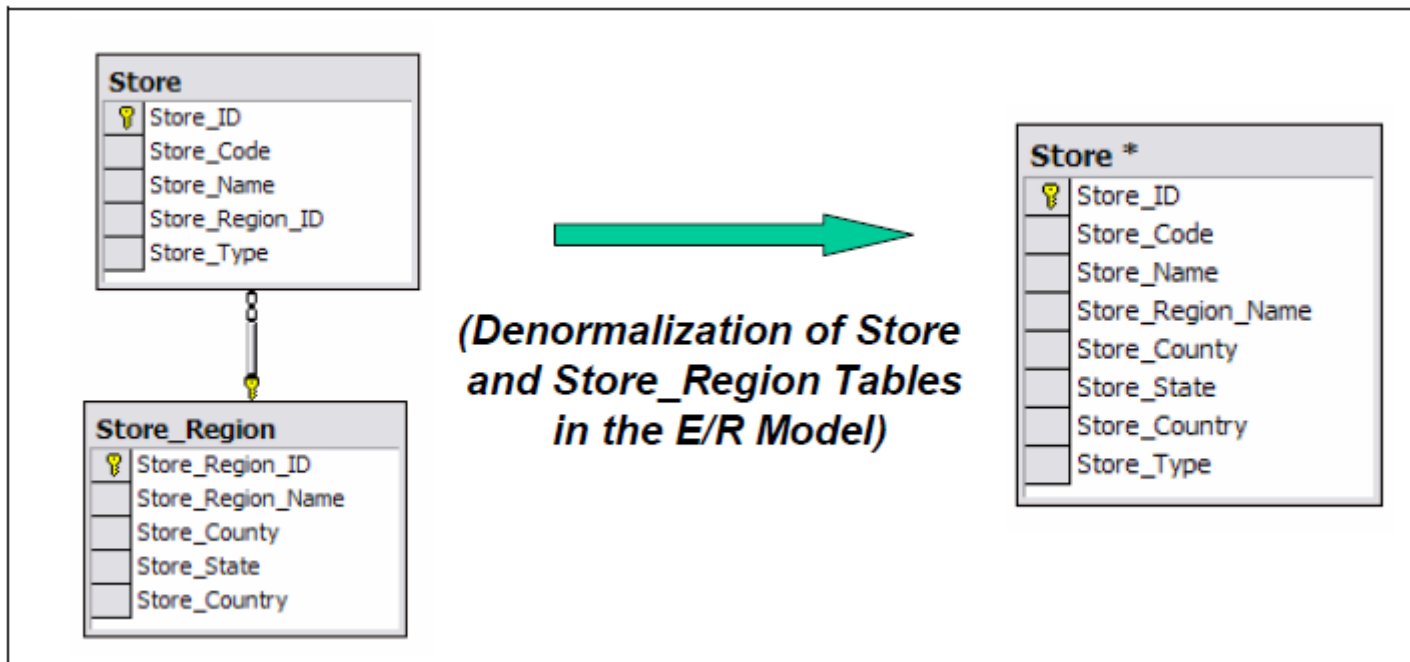 Store
Store_ID
Store_Code
Store_Name
Store_Region_ID
Store_Type
Store_Region
Store_Region_ID
Store_Region_Name
Store_County
Store_State
Store_Country
(Denormalization of Store
and Store_Region Tables
in the E/R Model)
Store *
Store_ID
Store_Code
Store_Name
Store_Region_Name
Store_County
Store_State
Store_Country
Store_Type